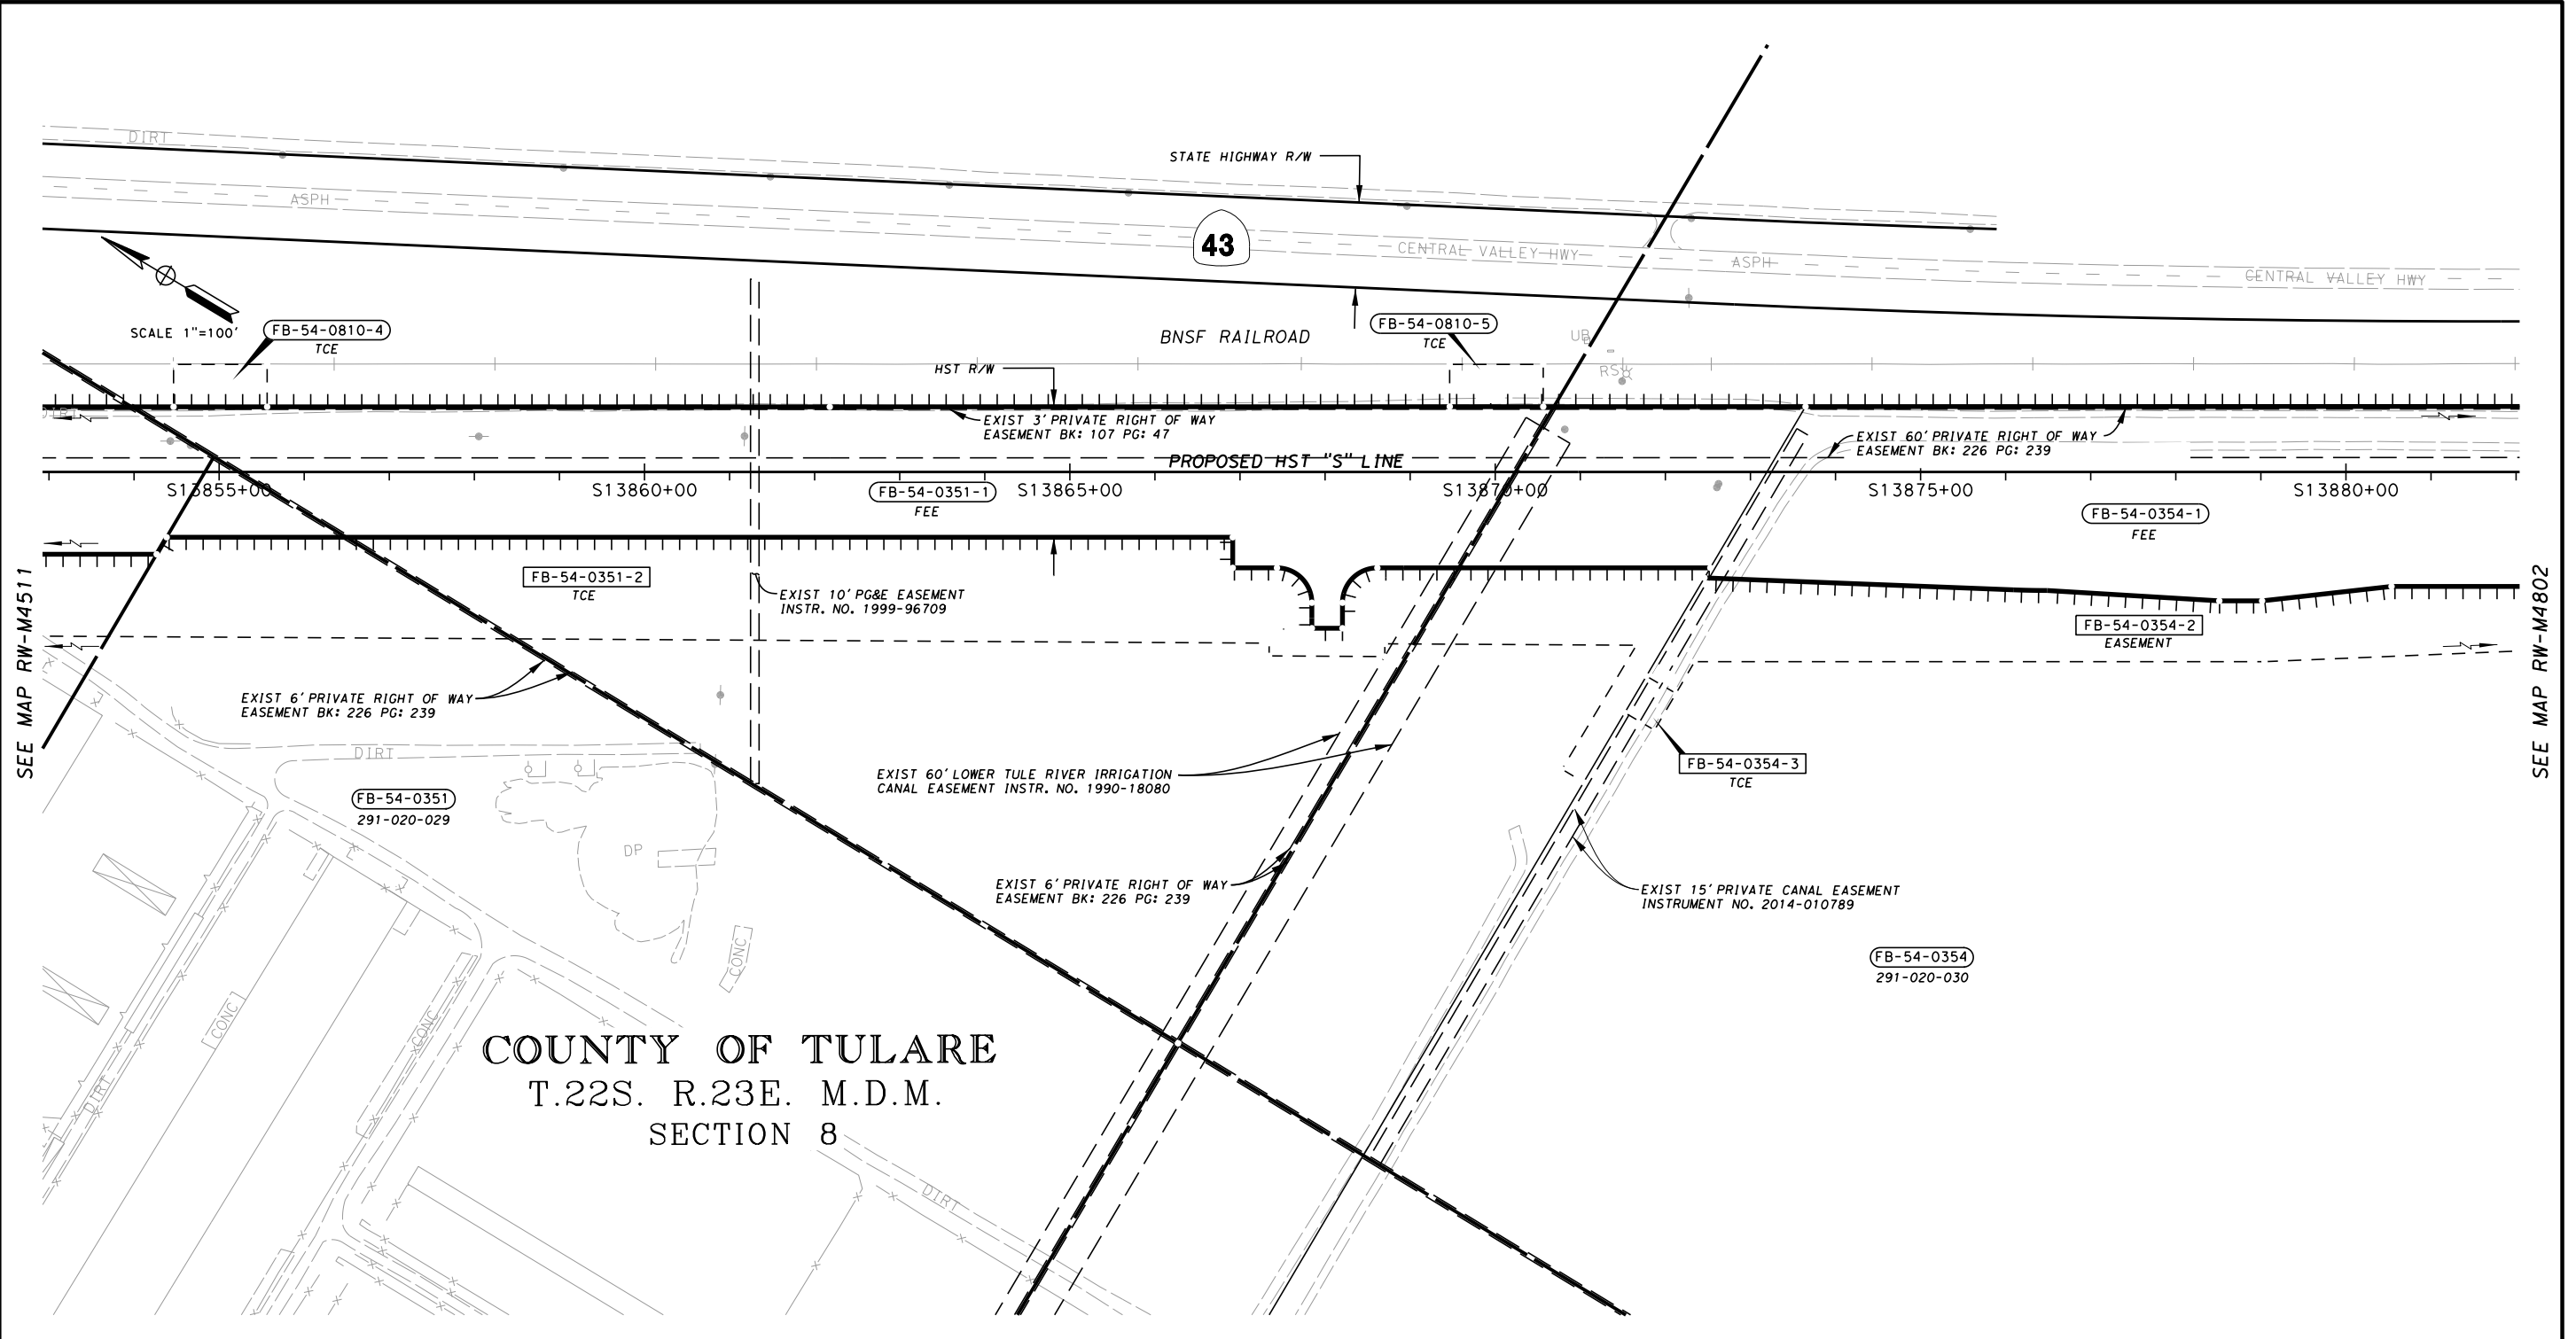 DIRT
ASPH
STATE HIGHWAY R/W
43
CENTRAL VALLEY HWY
ASPH
CENTRAL VALLEY HWY
SCALE 1"=100'
FB-54-0810-4
TCE
BNSF RAILROAD
FB-54-0810-5
TCE
UB
RS
HST R/W
DIRT
EXIST 3' PRIVATE RIGHT OF WAY
EASEMENT BK: 107 PG: 47
EXIST 60' PRIVATE RIGHT OF WAY
EASEMENT BK: 226 PG: 239
PROPOSED HST "S" LINE
S13855+00
S13860+00
S13865+00
S13870+00
S13875+00
S13880+00
FB-54-0351-1
FEE
FB-54-0354-1
FEE
FB-54-0351-2
TCE
EXIST 10' PG&E EASEMENT
INSTR. NO. 1999-96709
FB-54-0354-2
EASEMENT
SEE MAP RW-M4511
SEE MAP RW-M4802
EXIST 6' PRIVATE RIGHT OF WAY
EASEMENT BK: 226 PG: 239
DIRT
EXIST 60' LOWER TULE RIVER IRRIGATION
CANAL EASEMENT INSTR. NO. 1990-18080
FB-54-0354-3
TCE
FB-54-0351
291-020-029
DP
EXIST 6' PRIVATE RIGHT OF WAY
EASEMENT BK: 226 PG: 239
EXIST 15' PRIVATE CANAL EASEMENT
INSTRUMENT NO. 2014-010789
CONC
FB-54-0354
291-020-030
CONC
CONC
DIRT
COUNTY OF TULARE
T.22S. R.23E. M.D.M.
SECTION 8
DIRT